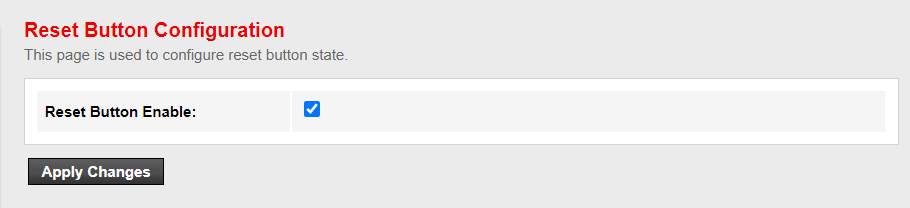 Reset Button Configuration
This page is used to configure reset button state.
Reset Button Enable:
Apply Changes